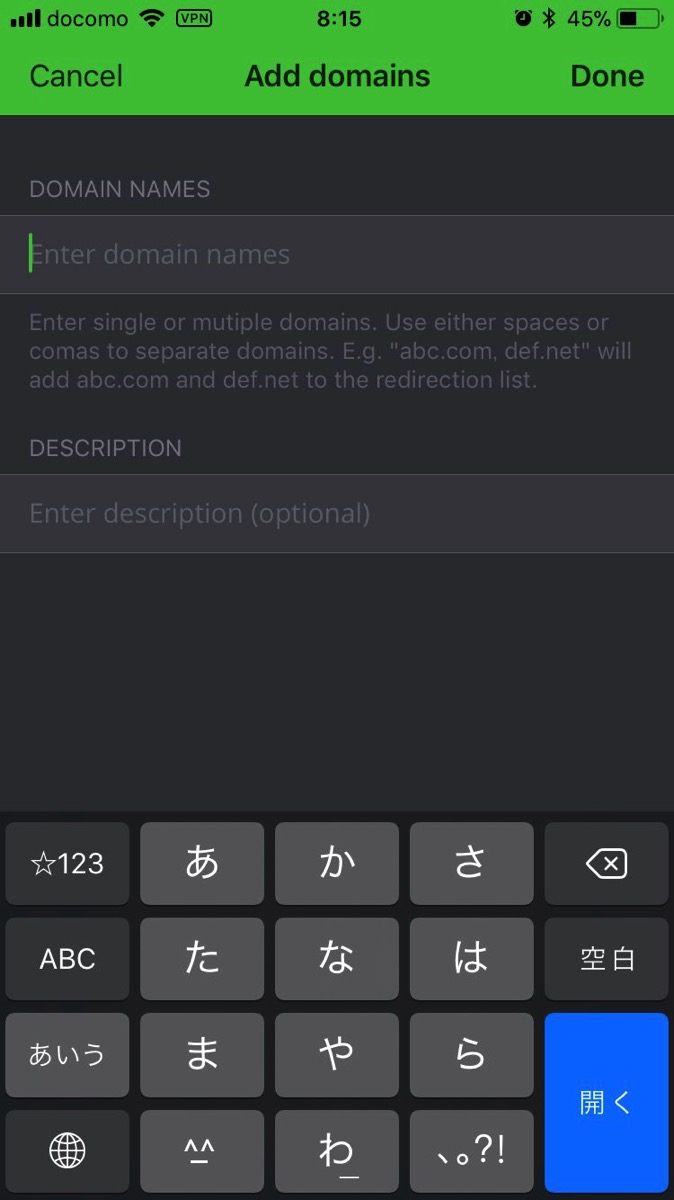 docomo VPN 8:15 45%
Cancel Add domains Done
DOMAIN NAMES
Enter domain names
Enter single or mutiple domains. Use either spaces or
comas to separate domains. E.g. "abc.com, def.net" will
add abc.com and def.net to the redirection list.
DESCRIPTION
Enter description (optional)
☆123 あ か さ
ABC た な は 空白
あいう ま や ら
開く
^^ わ 、。?!